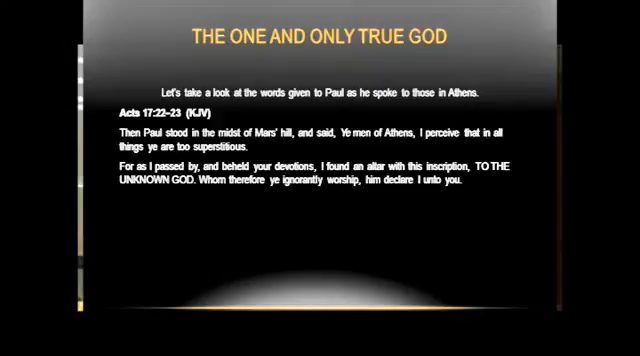 THE ONE AND ONLY TRUE GOD
Let's take a look at the words given to Paul as he spoke to those in Athens.
Acts 17:22–23 (KJV)
Then Paul stood in the midst of Mars' hill, and said, Ye men of Athens, I perceive that in all
things ye are too superstitious.
For as I passed by, and beheld your devotions, I found an altar with this inscription, TO THE
UNKNOWN GOD. Whom therefore ye ignorantly worship, him declare I unto you.